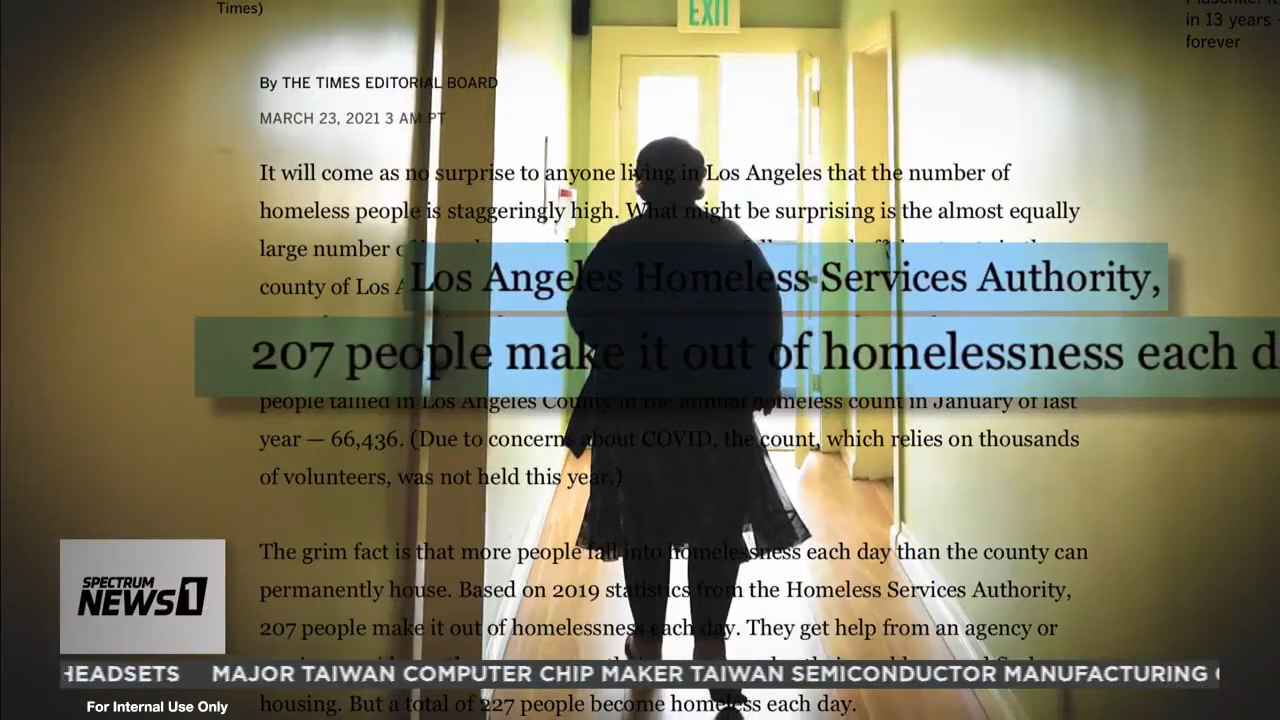 Times)
in 13 years
forever
EXIT
By THE TIMES EDITORIAL BOARD
MARCH 23, 2021 3 AM PT
It will come as no surprise to anyone living in Los Angeles that the number of
homeless people is staggeringly high. What might be surprising is the almost equally
large number
county of Los
Los Angeles Homeless Services Authority,
207 people make it out of homelessness each d
people tallied in Los Angeles County in the annual homeless count in January of last
year — 66,436. (Due to concerns about COVID, the count, which relies on thousands
of volunteers, was not held this year.)
The grim fact is that more people fall into homelessness each day than the county can
permanently house. Based on 2019 statistics from the Homeless Services Authority,
207 people make it out of homelessness each day. They get help from an agency or
housing. But a total of 227 people become homeless each day.
SPECTRUM
NEWS 1
HEADSETS MAJOR TAIWAN COMPUTER CHIP MAKER TAIWAN SEMICONDUCTOR MANUFACTURING
For Internal Use Only